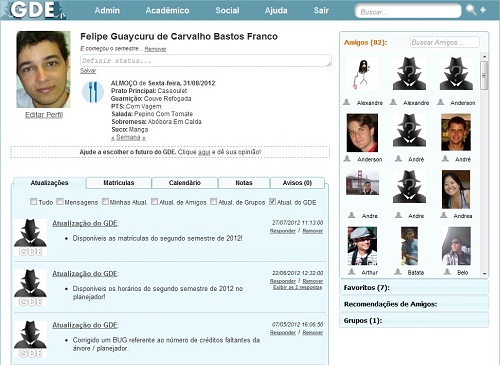 GDE
Admin
Acadêmico
Social
Ajuda
Sair
Buscar...
+
Felipe Guaycuru de Carvalho Bastos Franco
E começou o semestre... Remover
Definir status...
Salvar
Editar Perfil
ALMOÇO de Sexta-feira, 31/08/2012
Prato Principal: Cassoulet
Guarnição: Couve Refogada
PTS: Com Vagem
Salada: Pepino Com Tomate
Sobremesa: Abóbora Em Calda
Suco: Manga
« Semana »
Ajude a escolher o futuro do GDE. Clique aqui e dê sua opinião!
Atualizações
Matrículas
Calendário
Notas
Avisos (0)
Tudo
Mensagens
Minhas Atual.
Atual. de Amigos
Atual. de Grupos
Atual. do GDE
GDE
Atualização do GDE:
27/07/2012 11:13:00
Responder / Remover
Disponíveis as matrículas do segundo semestre de 2012!
GDE
Atualização do GDE:
22/06/2012 12:32:00
Responder / Remover
Exibir as 2 respostas
Disponíveis os horários do segundo semestre de 2012 no
planejador!
GDE
Atualização do GDE:
07/05/2012 16:06:50
Responder / Remover
Corrigido um BUG referente ao número de créditos faltantes da
árvore / planejador.
Amigos (82):
Buscar Amigos...
Alexandre
Alexandre
Anderson
Anderson
André
André
Andre
Andre
Andrea
Arthur
Batata
Belo
Favoritos (7):
Recomendações de Amigos:
Grupos (1):